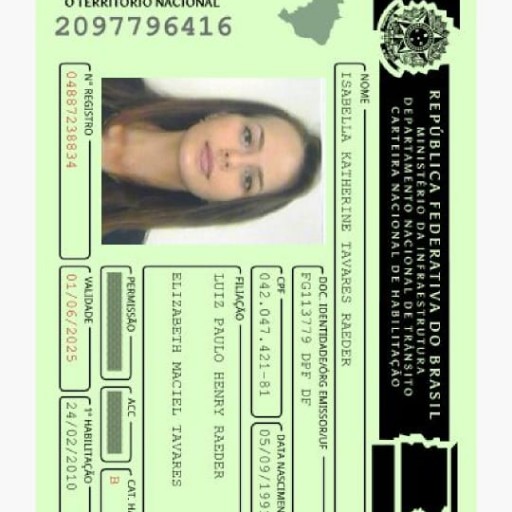 O TERRITÓRIO NACIONAL
2097796416
REPÚBLICA FEDERATIVA DO BRASIL
MINISTÉRIO DA INFRAESTRUTURA
DEPARTAMENTO NACIONAL DE TRÂNSITO
CARTEIRA NACIONAL DE HABILITAÇÃO
NOME
ISABELLA KATHERINE TAVARES RAEDER
DOC. IDENTIDADE/ÓRG EMISSOR/UF
FG113779 DPF DF
CPF
042.047.421-81
DATA NASCIMEN
05/09/199
FILIAÇÃO
LUIZ PAULO HENRY RAEDER
ELIZABETH MACIEL TAVARES
PERMISSÃO
ACC
CAT. HA
B
Nº REGISTRO
04887238834
VALIDADE
01/06/2025
1ª HABILITAÇÃO
24/02/2010